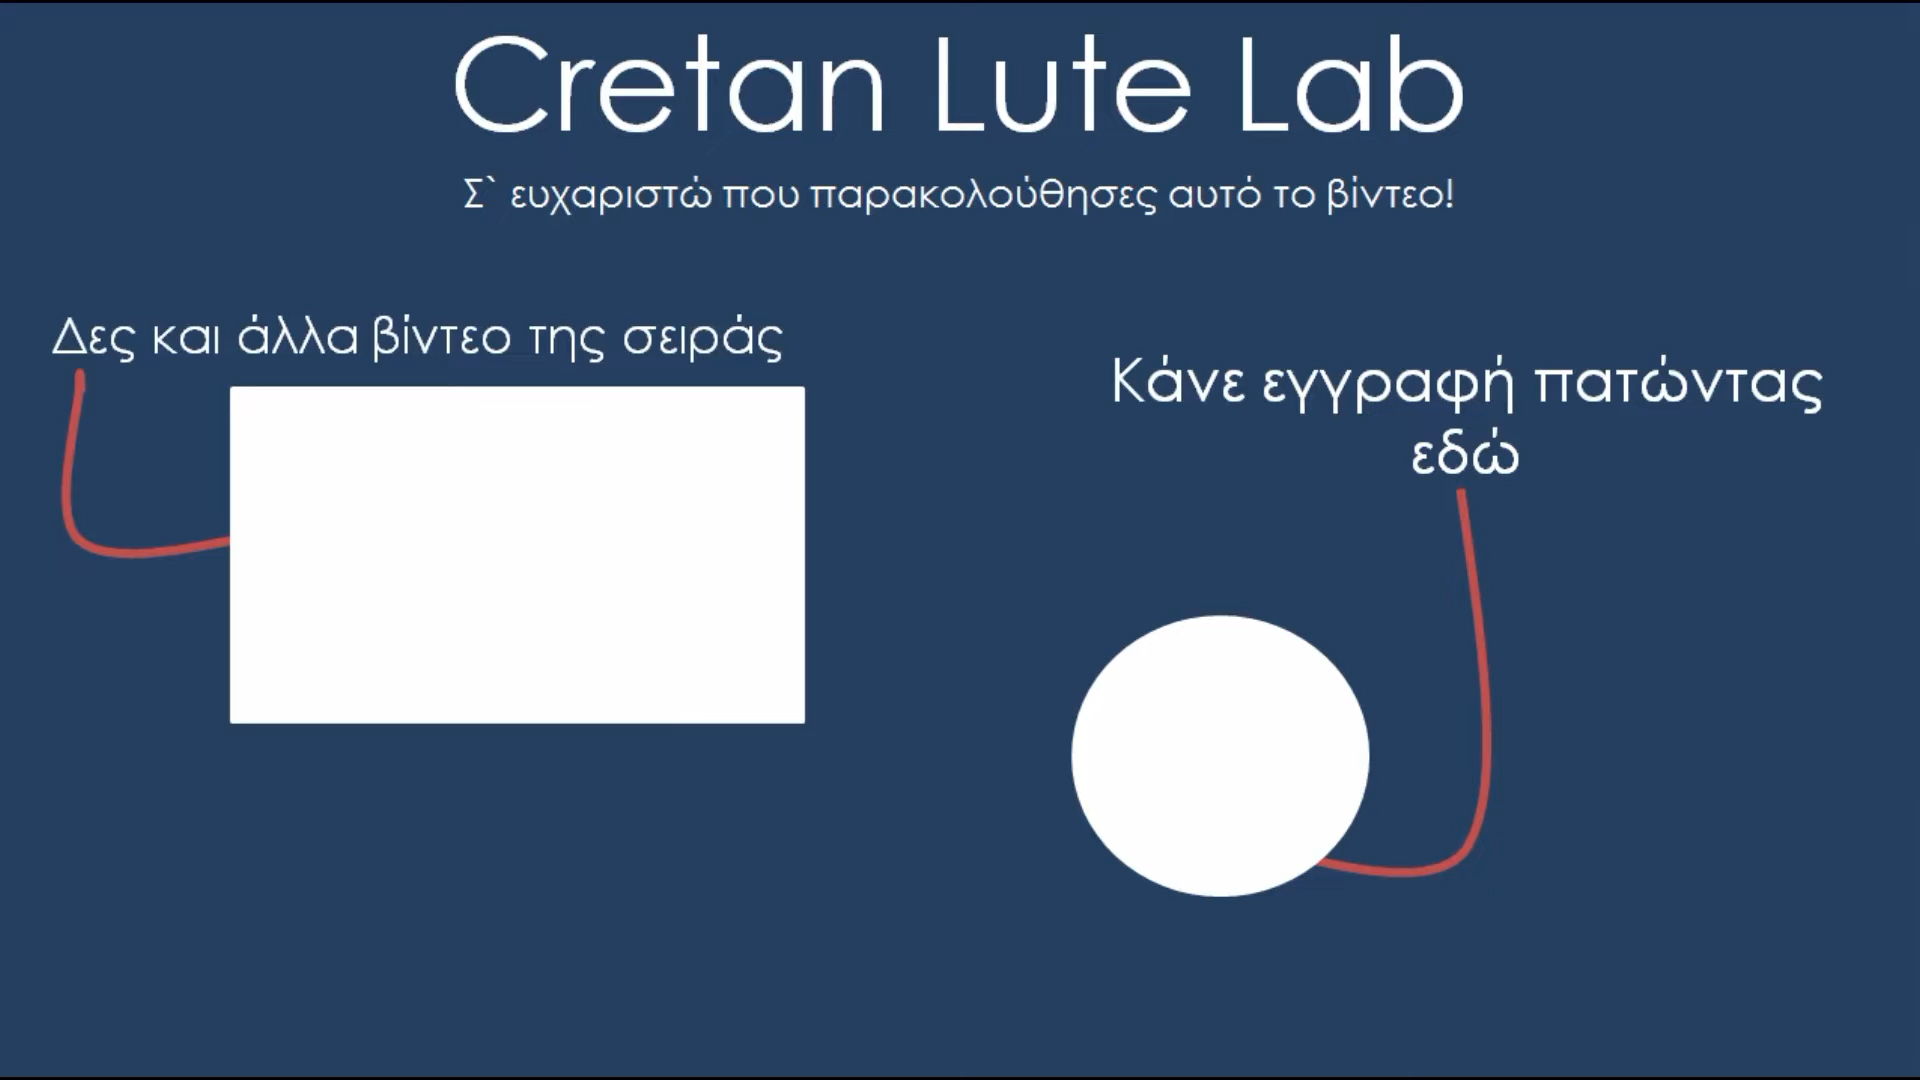 Cretan Lute Lab
Σ` ευχαριστώ που παρακολούθησες αυτό το βίντεο!
Δες και άλλα βίντεο της σειράς
Κάνε εγγραφή πατώντας
εδώ